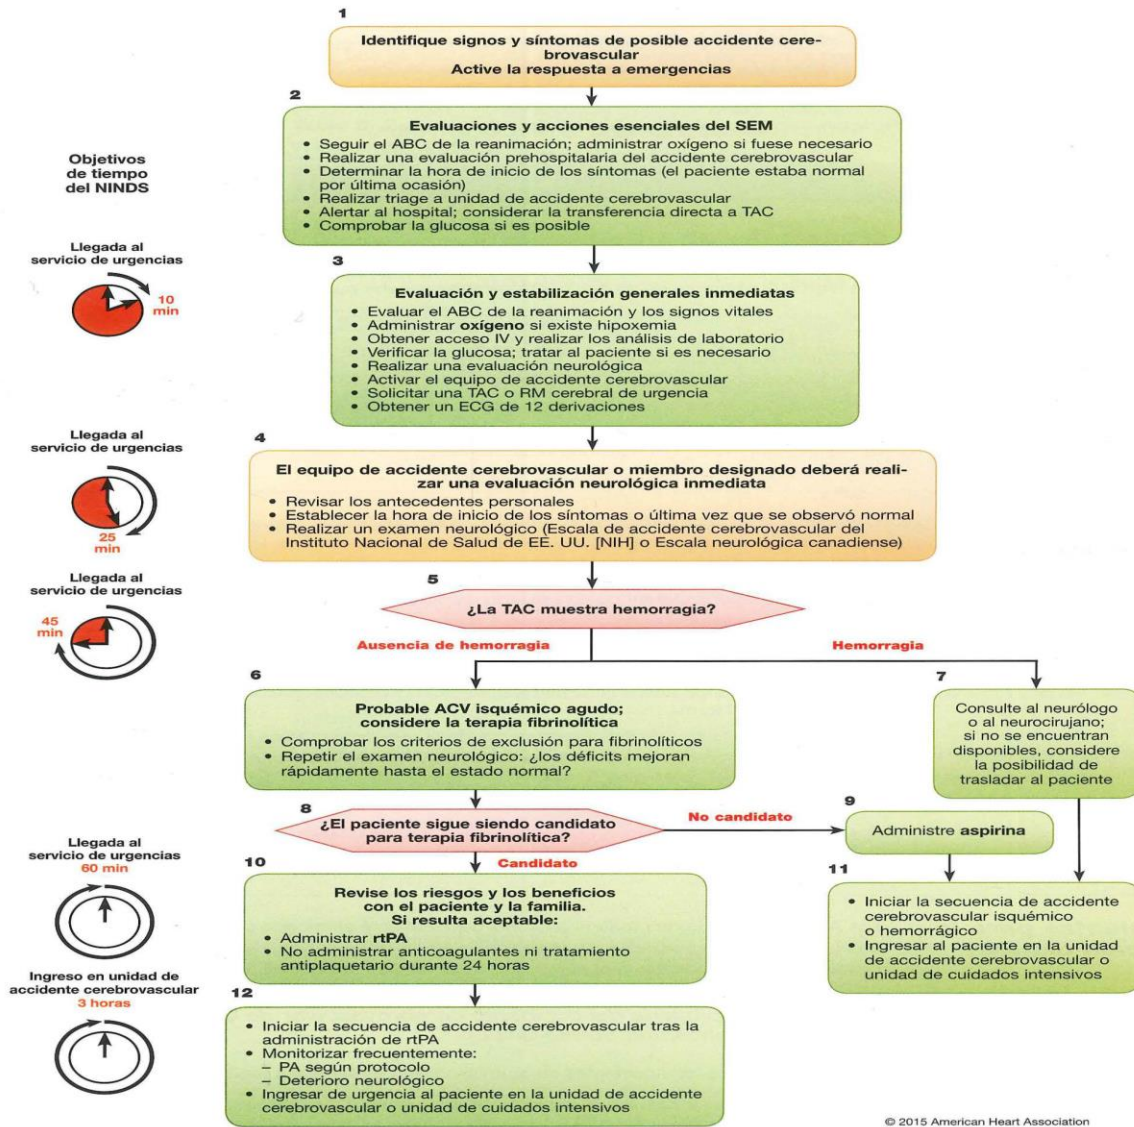 1
Identifique signos y síntomas de posible accidente cere-
brovascular
Active la respuesta a emergencias
2
Evaluaciones y acciones esenciales del SEM
• Seguir el ABC de la reanimación; administrar oxígeno si fuese necesario
• Realizar una evaluación prehospitalaria del accidente cerebrovascular
• Determinar la hora de inicio de los síntomas (el paciente estaba normal
por última ocasión)
• Realizar triage a unidad de accidente cerebrovascular
• Alertar al hospital; considerar la transferencia directa a TAC
• Comprobar la glucosa si es posible
Objetivos
de tiempo
del NINDS
Llegada al
servicio de urgencias
10
min
3
Evaluación y estabilización generales inmediatas
• Evaluar el ABC de la reanimación y los signos vitales
• Administrar oxígeno si existe hipoxemia
• Obtener acceso IV y realizar los análisis de laboratorio
• Verificar la glucosa; tratar al paciente si es necesario
• Realizar una evaluación neurológica
• Activar el equipo de accidente cerebrovascular
• Solicitar una TAC o RM cerebral de urgencia
• Obtener un ECG de 12 derivaciones
Llegada al
servicio de urgencias
25
min
4
El equipo de accidente cerebrovascular o miembro designado deberá reali-
zar una evaluación neurológica inmediata
• Revisar los antecedentes personales
• Establecer la hora de inicio de los síntomas o última vez que se observó normal
• Realizar un examen neurológico (Escala de accidente cerebrovascular del
Instituto Nacional de Salud de EE. UU. [NIH] o Escala neurológica canadiense)
Llegada al
servicio de urgencias
45
min
5
¿La TAC muestra hemorragia?
Ausencia de hemorragia
Hemorragia
6
Probable ACV isquémico agudo;
considere la terapia fibrinolítica
• Comprobar los criterios de exclusión para fibrinolíticos
• Repetir el examen neurológico: ¿los déficits mejoran
rápidamente hasta el estado normal?
7
Consulte al neurólogo
o al neurocirujano;
si no se encuentran
disponibles, considere
la posibilidad de
trasladar al paciente
8
¿El paciente sigue siendo candidato
para terapia fibrinolítica?
No candidato
9
Administre aspirina
Candidato
Llegada al
servicio de urgencias
60 min
10
Revise los riesgos y los beneficios
con el paciente y la familia.
Si resulta aceptable:
• Administrar rtPA
• No administrar anticoagulantes ni tratamiento
antiplaquetario durante 24 horas
11
• Iniciar la secuencia de accidente
cerebrovascular isquémico
o hemorrágico
• Ingresar al paciente en la unidad
de accidente cerebrovascular o
unidad de cuidados intensivos
Ingreso en unidad de
accidente cerebrovascular
3 horas
12
• Iniciar la secuencia de accidente cerebrovascular tras la
administración de rtPA
• Monitorizar frecuentemente:
– PA según protocolo
– Deterioro neurológico
• Ingresar de urgencia al paciente en la unidad de accidente
cerebrovascular o unidad de cuidados intensivos
© 2015 American Heart Association